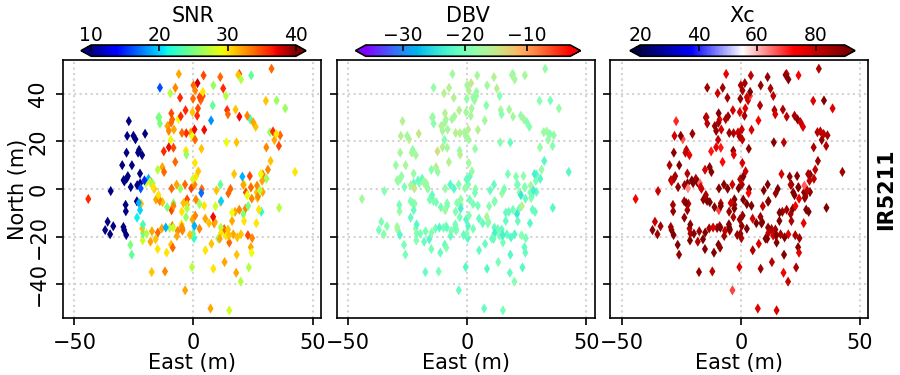 SNR DBV Xc
10 20 30 40 −30 −20 −10 20 40 60 80
North (m)
40
20
0
−20
−40
−50 0 50 −50 0 50 −50 0 50
East (m) East (m) East (m)
IR5211